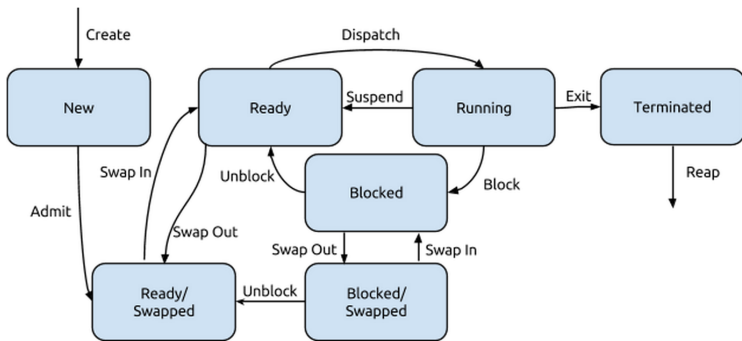 Create
Dispatch
New
Ready
Suspend
Running
Exit
Terminated
Swap In
Unblock
Blocked
Block
Reap
Admit
Swap Out
Swap Out
Swap In
Ready/
Swapped
Unblock
Blocked/
Swapped